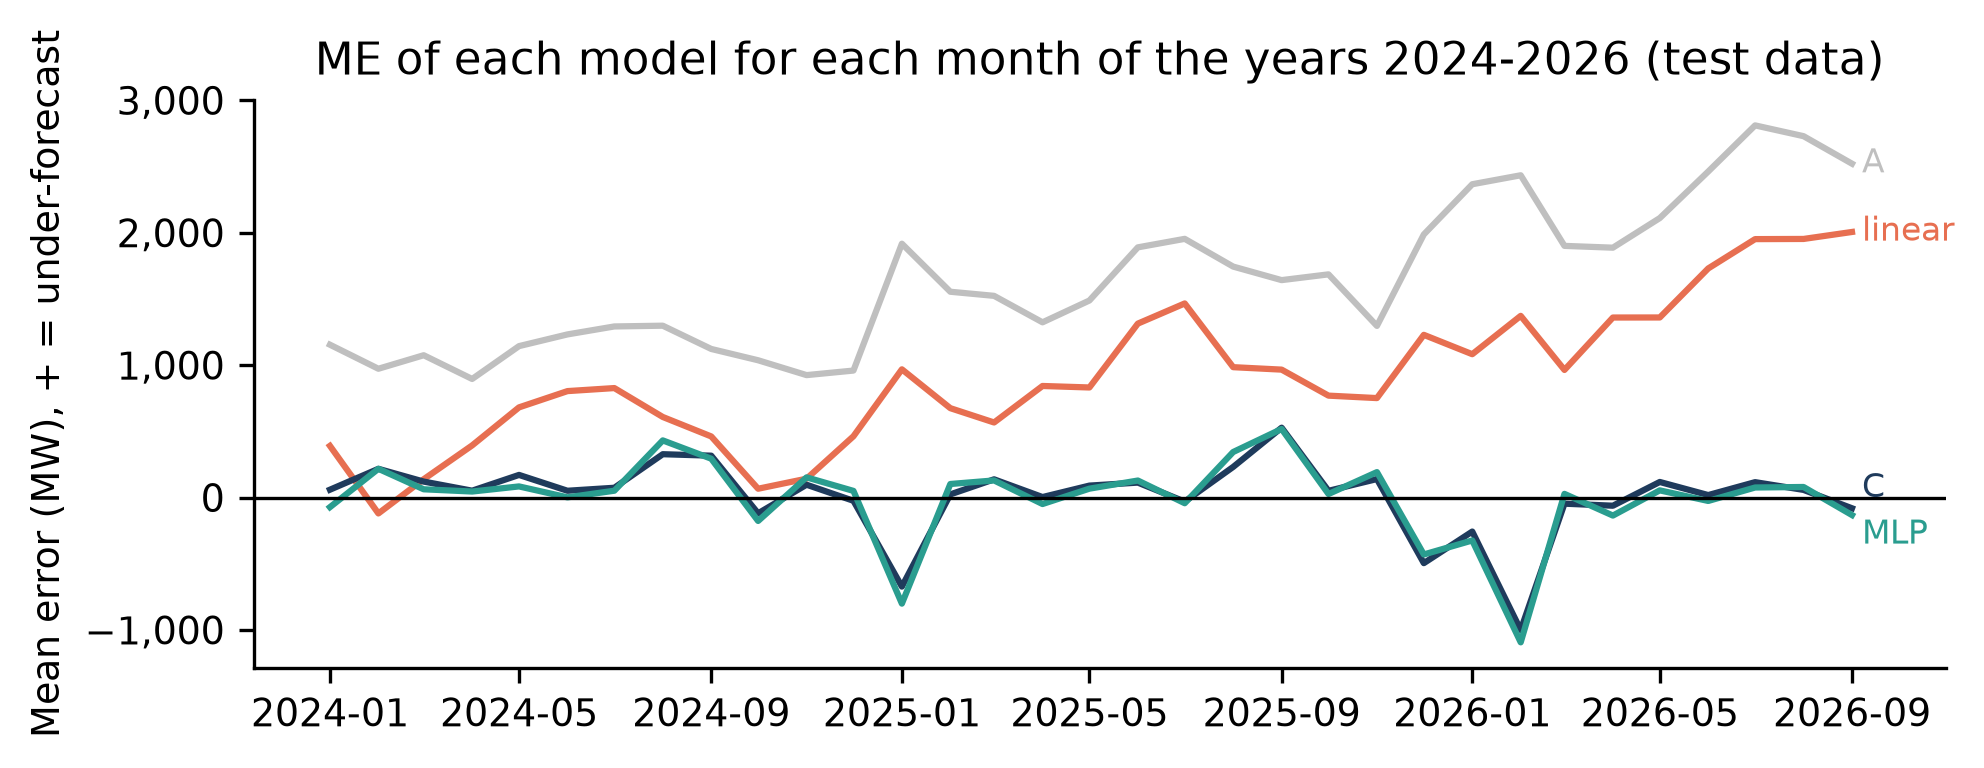 ME of each model for each month of the years 2024-2026 (test data)
Mean error (MW), + = under-forecast
3,000
2,000
1,000
0
−1,000
A
linear
C
MLP
2024-01 2024-05 2024-09 2025-01 2025-05 2025-09 2026-01 2026-05 2026-09